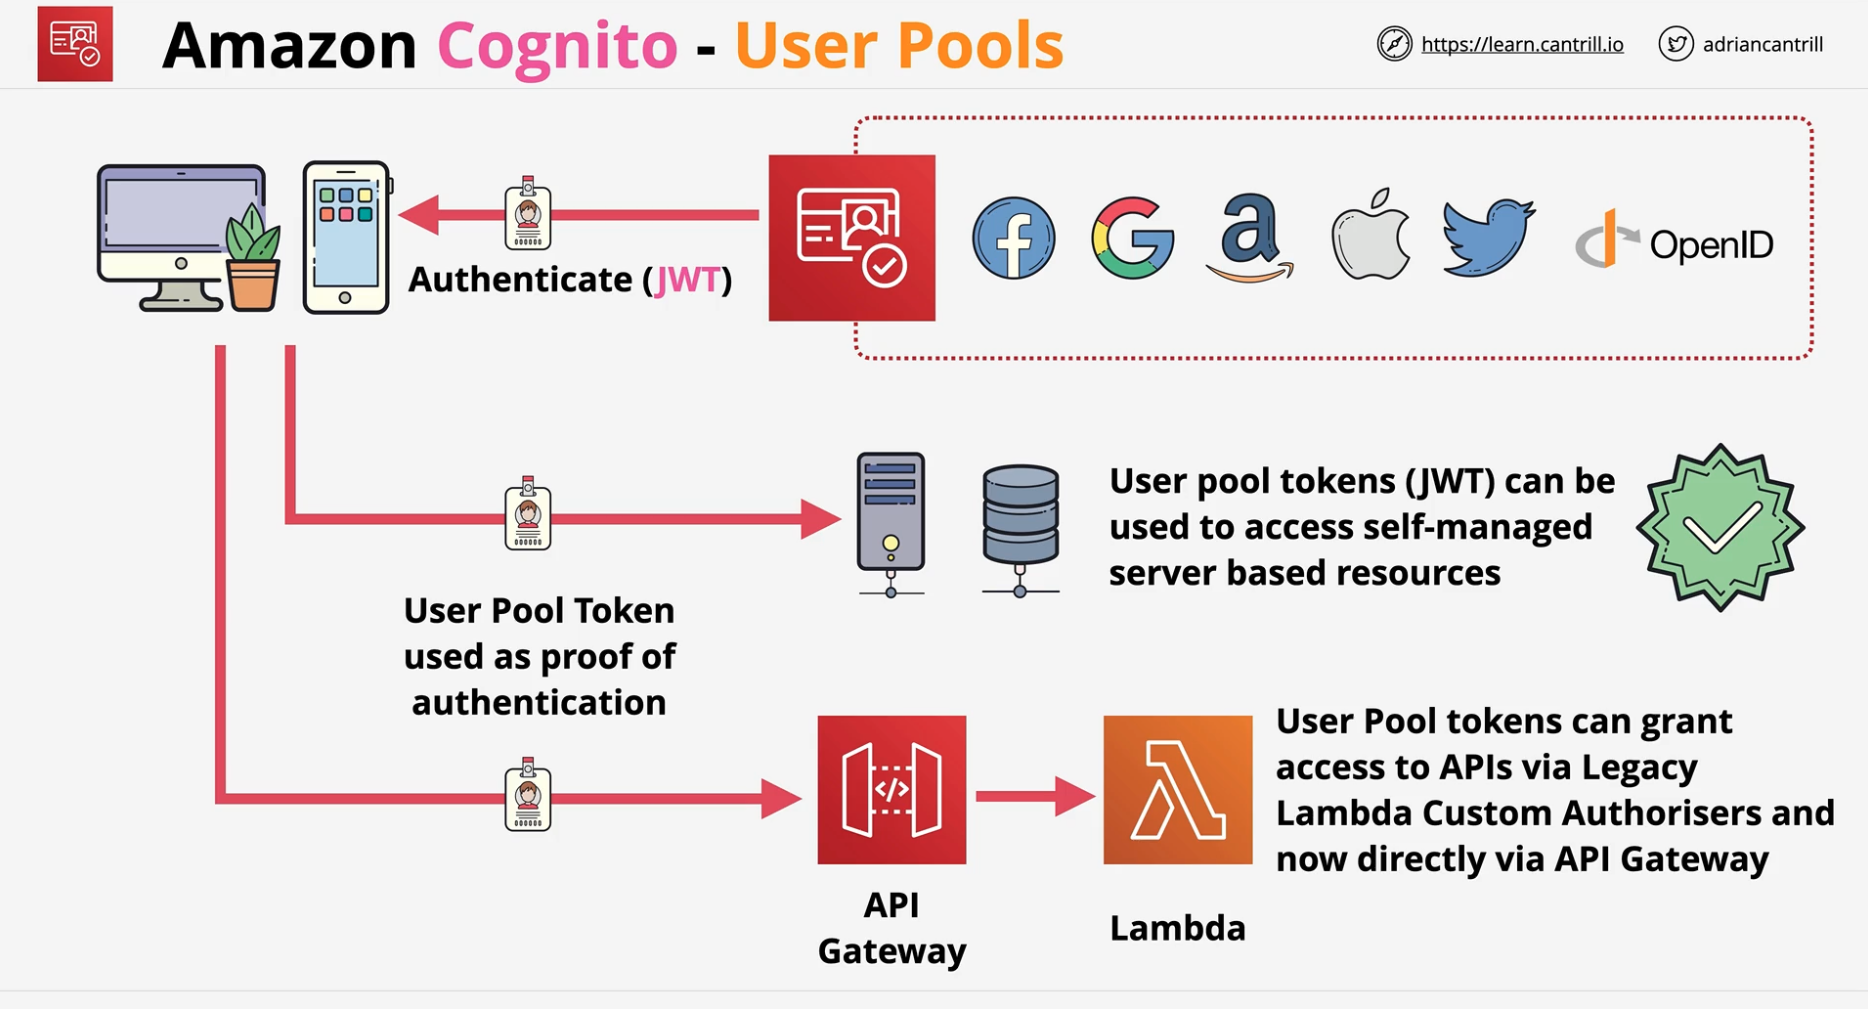 Amazon Cognito - User Pools
https://learn.cantrill.io
adriancantrill
Authenticate (JWT)
OpenID
User pool tokens (JWT) can be
used to access self-managed
server based resources
User Pool Token
used as proof of
authentication
User Pool tokens can grant
access to APIs via Legacy
Lambda Custom Authorisers and
now directly via API Gateway
</>
API
Gateway
Lambda